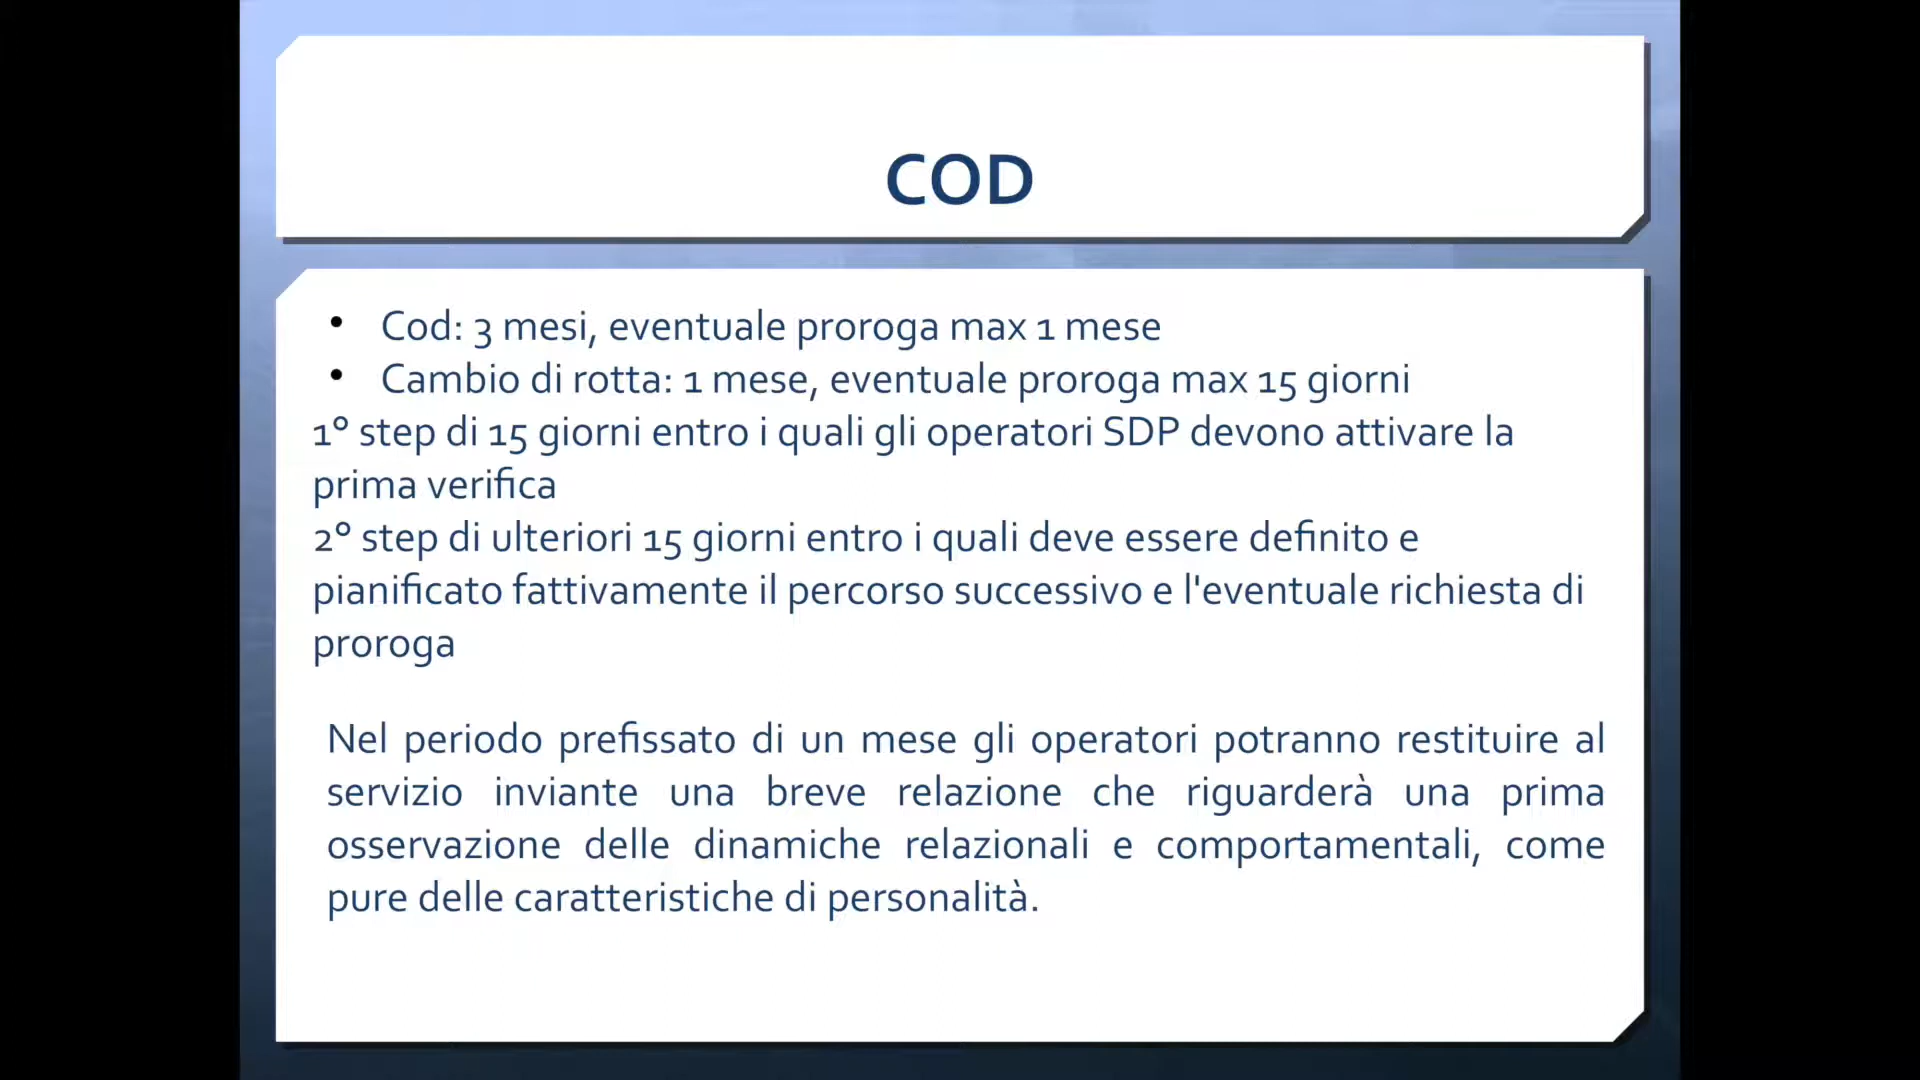 COD
• Cod: 3 mesi, eventuale proroga max 1 mese
• Cambio di rotta: 1 mese, eventuale proroga max 15 giorni
1° step di 15 giorni entro i quali gli operatori SDP devono attivare la
prima verifica
2° step di ulteriori 15 giorni entro i quali deve essere definito e
pianificato fattivamente il percorso successivo e l'eventuale richiesta di
proroga
Nel periodo prefissato di un mese gli operatori potranno restituire al
servizio inviante una breve relazione che riguarderà una prima
osservazione delle dinamiche relazionali e comportamentali, come
pure delle caratteristiche di personalità.